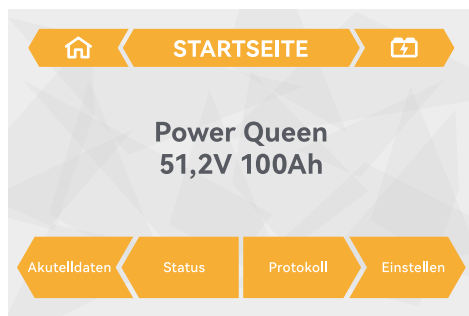 STARTSEITE
Power Queen
51,2V 100Ah
Akutelldaten Status Protokoll Einstellen